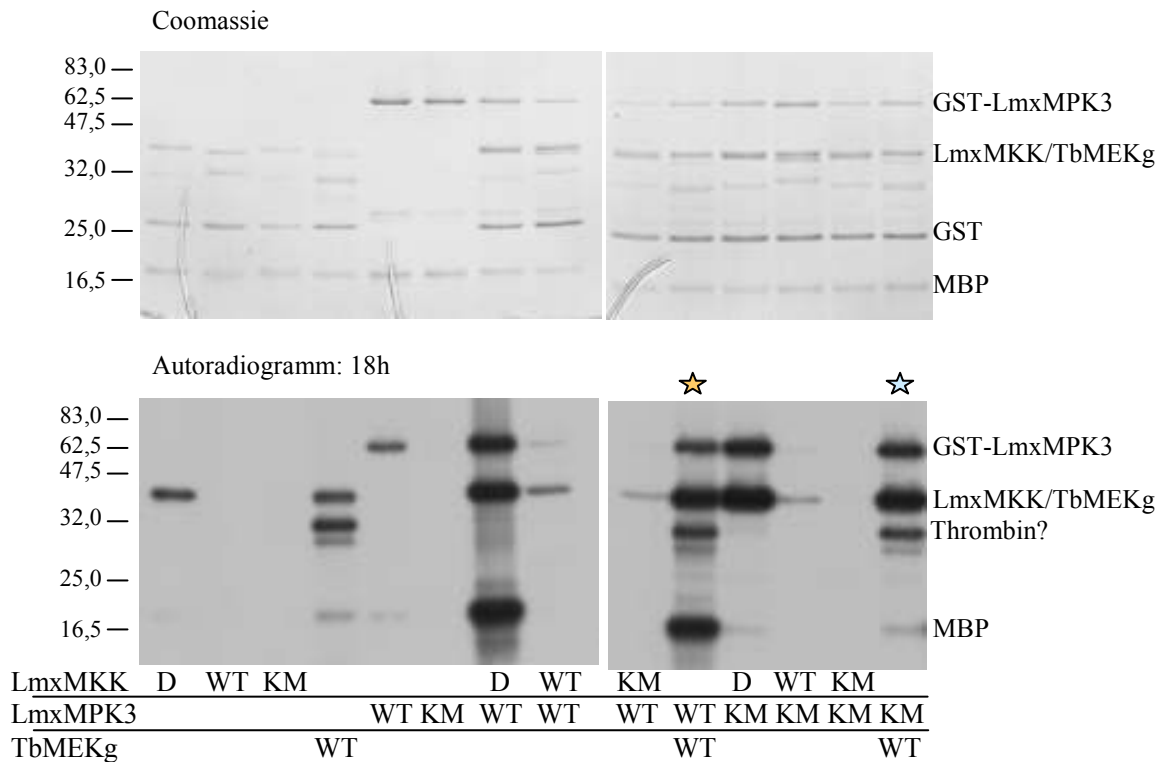 Coomassie
83,0
62,5
47,5
32,0
25,0
16,5
GST-LmxMPK3
LmxMKK/TbMEKg
GST
MBP
Autoradiogramm: 18h
83,0
62,5
47,5
32,0
25,0
16,5
GST-LmxMPK3
LmxMKK/TbMEKg
Thrombin?
MBP
LmxMKK D WT KM D WT KM D WT KM
LmxMPK3 WT KM WT WT WT WT KM KM KM KM
TbMEKg WT WT WT